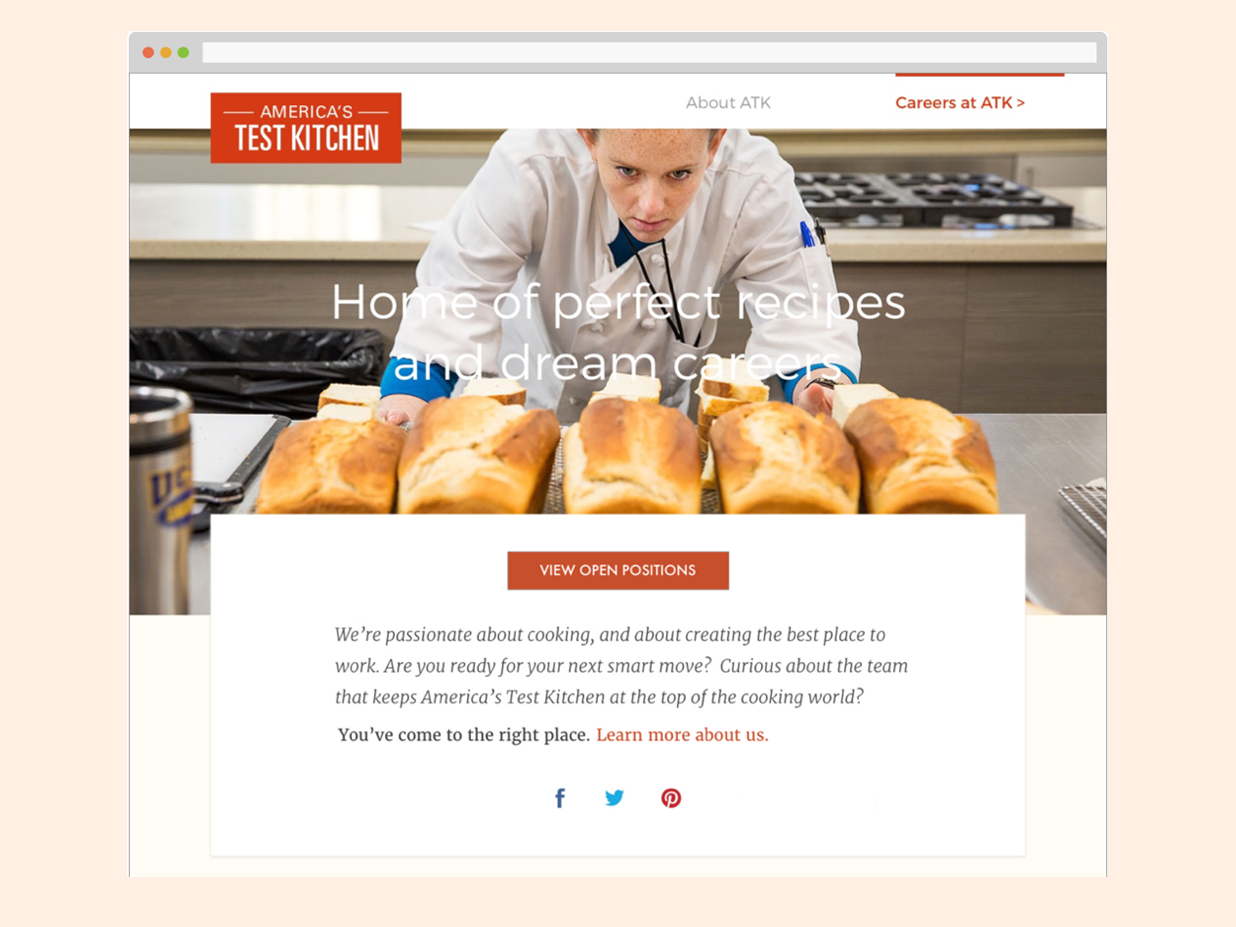 AMERICA'S
TEST KITCHEN
About ATK
Careers at ATK >
Home of perfect recipes
and dream careers
VIEW OPEN POSITIONS
We're passionate about cooking, and about creating the best place to
work. Are you ready for your next smart move? Curious about the team
that keeps America's Test Kitchen at the top of the cooking world?
You've come to the right place. Learn more about us.